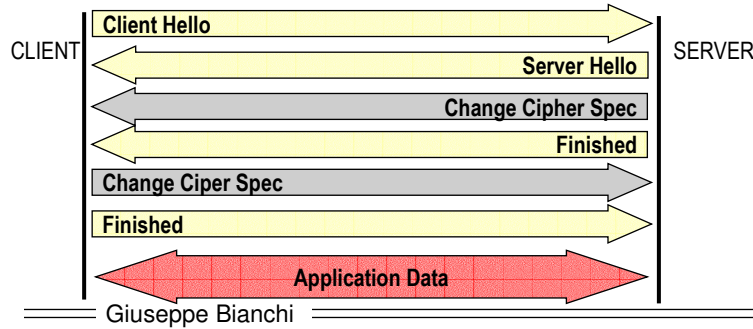 Client Hello
CLIENT
SERVER
Server Hello
Change Cipher Spec
Finished
Change Ciper Spec
Finished
Application Data
Giuseppe Bianchi